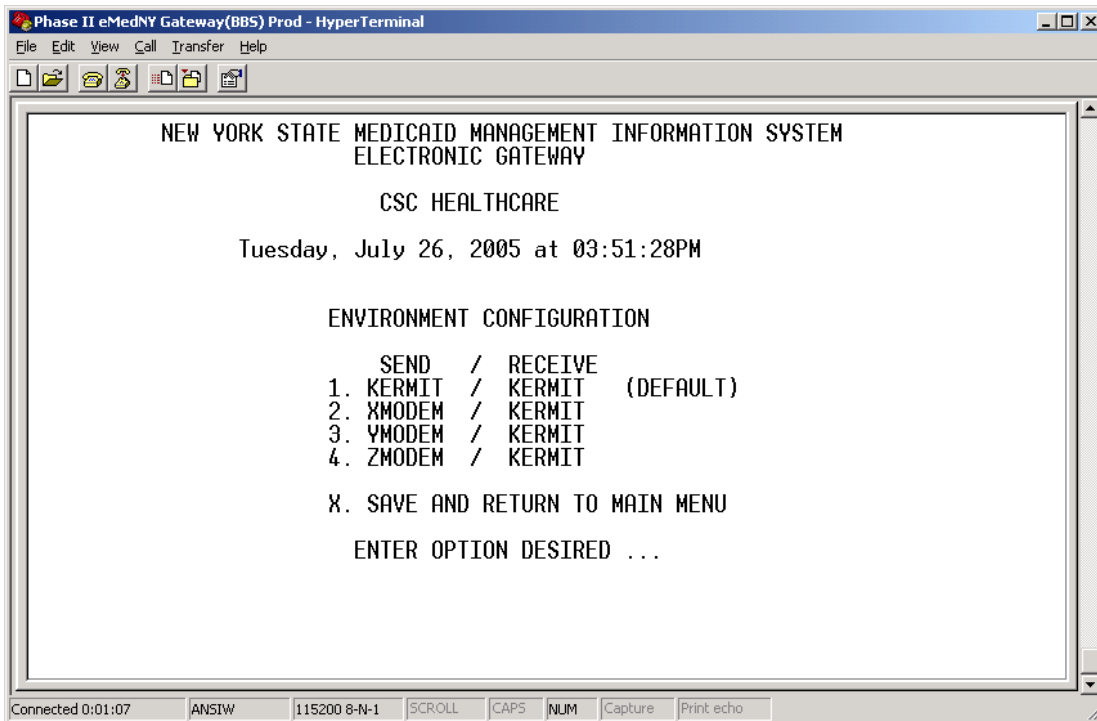 Phase II eMedNY Gateway(BBS) Prod - HyperTerminal
File Edit View Call Transfer Help
NEW YORK STATE MEDICAID MANAGEMENT INFORMATION SYSTEM
ELECTRONIC GATEWAY
CSC HEALTHCARE
Tuesday, July 26, 2005 at 03:51:28PM
ENVIRONMENT CONFIGURATION
SEND / RECEIVE
1. KERMIT / KERMIT (DEFAULT)
2. XMODEM / KERMIT
3. YMODEM / KERMIT
4. ZMODEM / KERMIT
X. SAVE AND RETURN TO MAIN MENU
ENTER OPTION DESIRED ...
Connected 0:01:07 ANSIW 115200 8-N-1 SCROLL CAPS NUM Capture Print echo